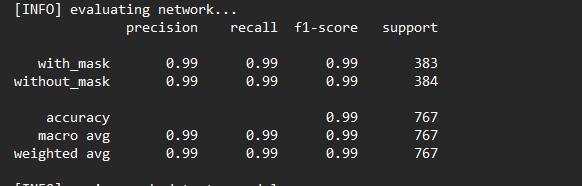 [INFO] evaluating network...
precision recall f1-score support
with_mask 0.99 0.99 0.99 383
without_mask 0.99 0.99 0.99 384
accuracy 0.99 767
macro avg 0.99 0.99 0.99 767
weighted avg 0.99 0.99 0.99 767